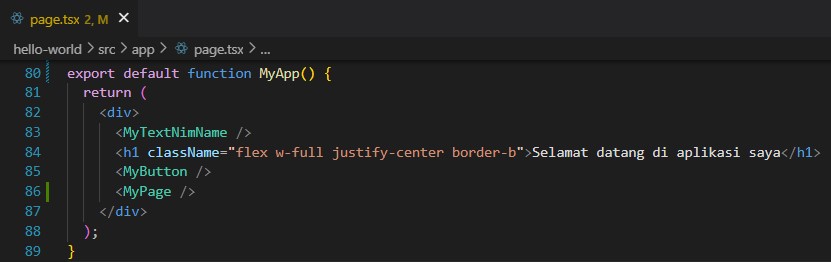 page.tsx 2, M
hello-world > src > app > page.tsx > ...
80 export default function MyApp() {
81   return (
82     <div>
83       <MyTextNimName />
84       <h1 className="flex w-full justify-center border-b">Selamat datang di aplikasi saya</h1>
85       <MyButton />
86       <MyPage />
87     </div>
88   );
89 }